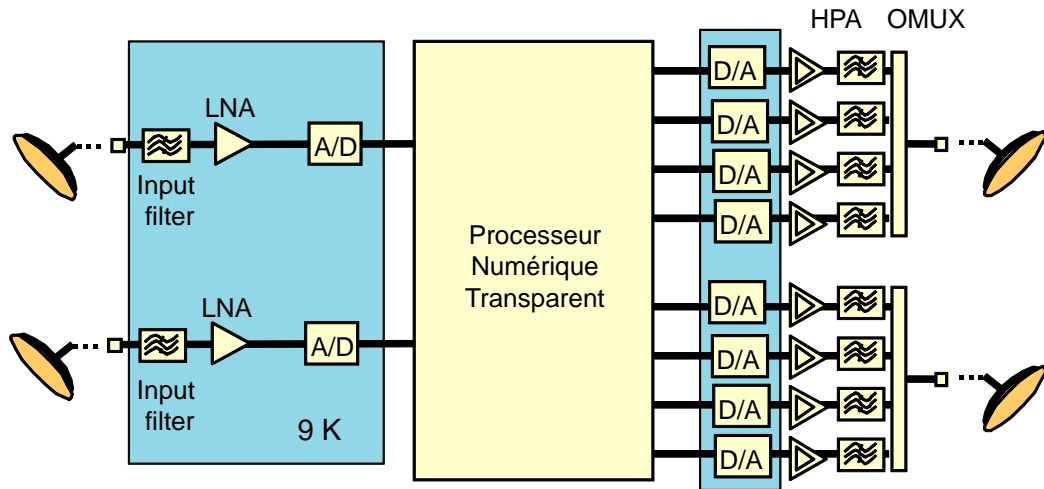 HPA
OMUX
LNA
A/D
Input
filter
LNA
A/D
Input
filter
9 K
Processeur
Numérique
Transparent
D/A
D/A
D/A
D/A
D/A
D/A
D/A
D/A